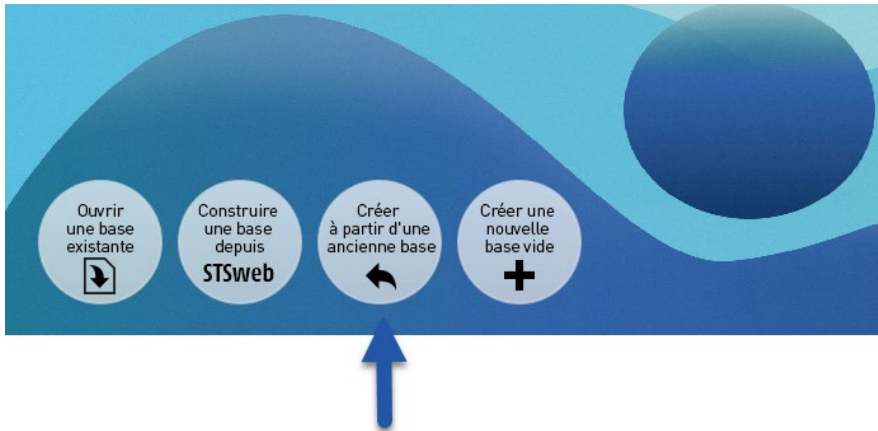 Ouvrir
une base
existante
Construire
une base
depuis
STSweb
Créer
à partir d'une
ancienne base
Créer une
nouvelle
base vide